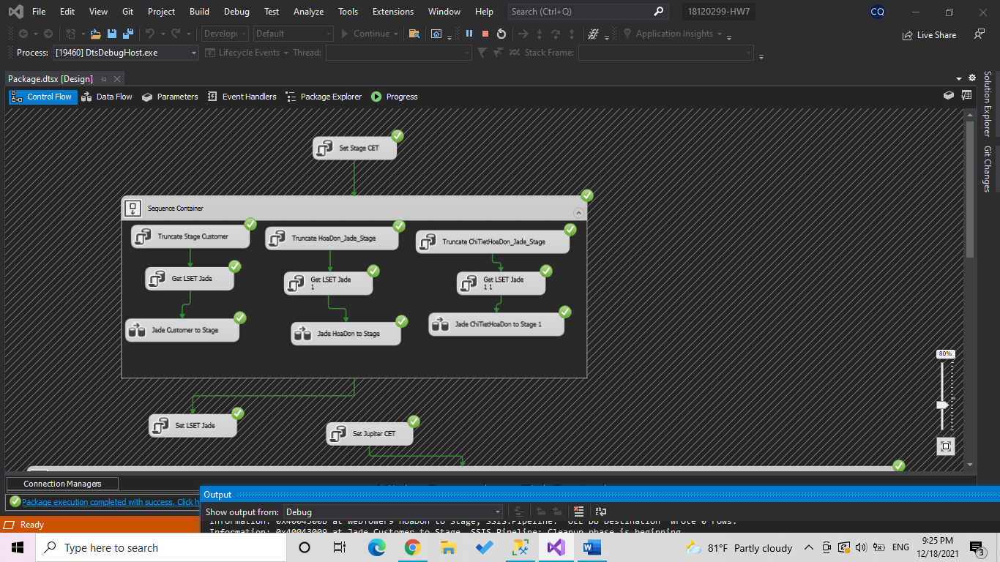 File Edit View Git Project Build Debug Test Analyze Tools Extensions Window Help Search (Ctrl+Q) 18120299-HW7 CQ
Developi Default Continue Application Insights Live Share
Process: [19460] DtsDebugHost.exe Lifecycle Events Thread: Stack Frame:
Package.dtsx [Design]
Control Flow Data Flow Parameters Event Handlers Package Explorer Progress
Solution Explorer
Git Changes
Set Stage CET
Sequence Container
Truncate Stage Customer Truncate HoaDon_Jade_Stage Truncate ChiTietHoaDon_Jade_Stage
Get LSET Jade Get LSET Jade
1 Get LSET Jade
1 1
Jade Customer to Stage Jade HoaDon to Stage Jade ChiTietHoaDon to Stage 1
80%
Set LSET Jade Set Jupiter CET
Connection Managers
Package execution completed with success. Click h
Output
Show output from: Debug
Information: 0x4004300B at WebTower9 HoaDon to Stage, SSIS.Pipeline: "OLE DB Destination" wrote 0 rows.
Information: 0x40043009 at Jade Customer to Stage, SSIS.Pipeline: Cleanup phase is beginning.
Ready
Type here to search 81°F Partly cloudy ENG 9:25 PM
12/18/2021 3